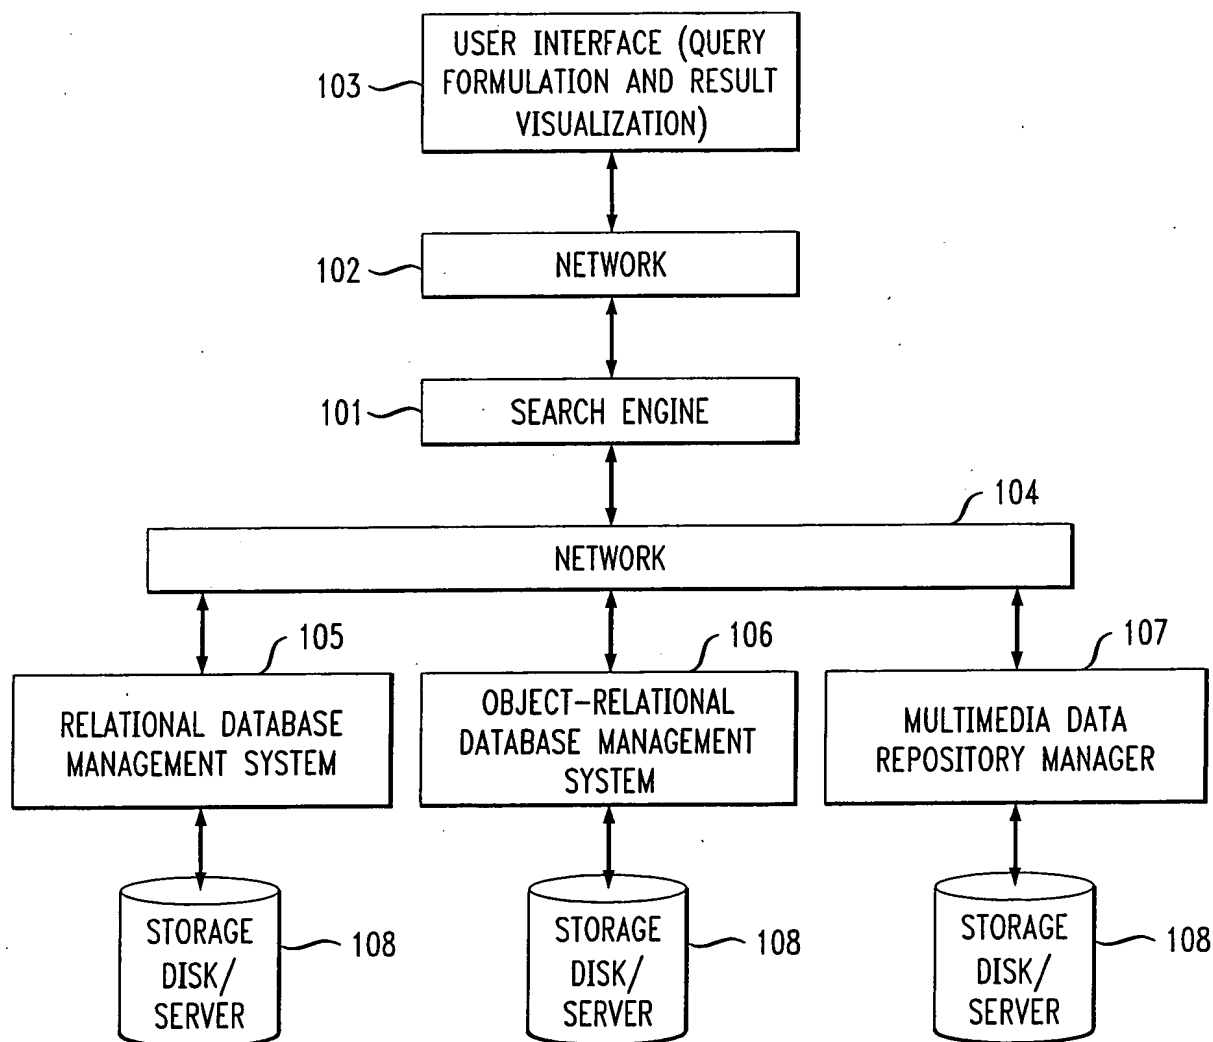 USER INTERFACE (QUERY
FORMULATION AND RESULT
VISUALIZATION)
103
NETWORK
102
SEARCH ENGINE
101
104
NETWORK
105
106
107
RELATIONAL DATABASE
MANAGEMENT SYSTEM
OBJECT-RELATIONAL
DATABASE MANAGEMENT
SYSTEM
MULTIMEDIA DATA
REPOSITORY MANAGER
STORAGE
DISK/
SERVER
108
STORAGE
DISK/
SERVER
108
STORAGE
DISK/
SERVER
108